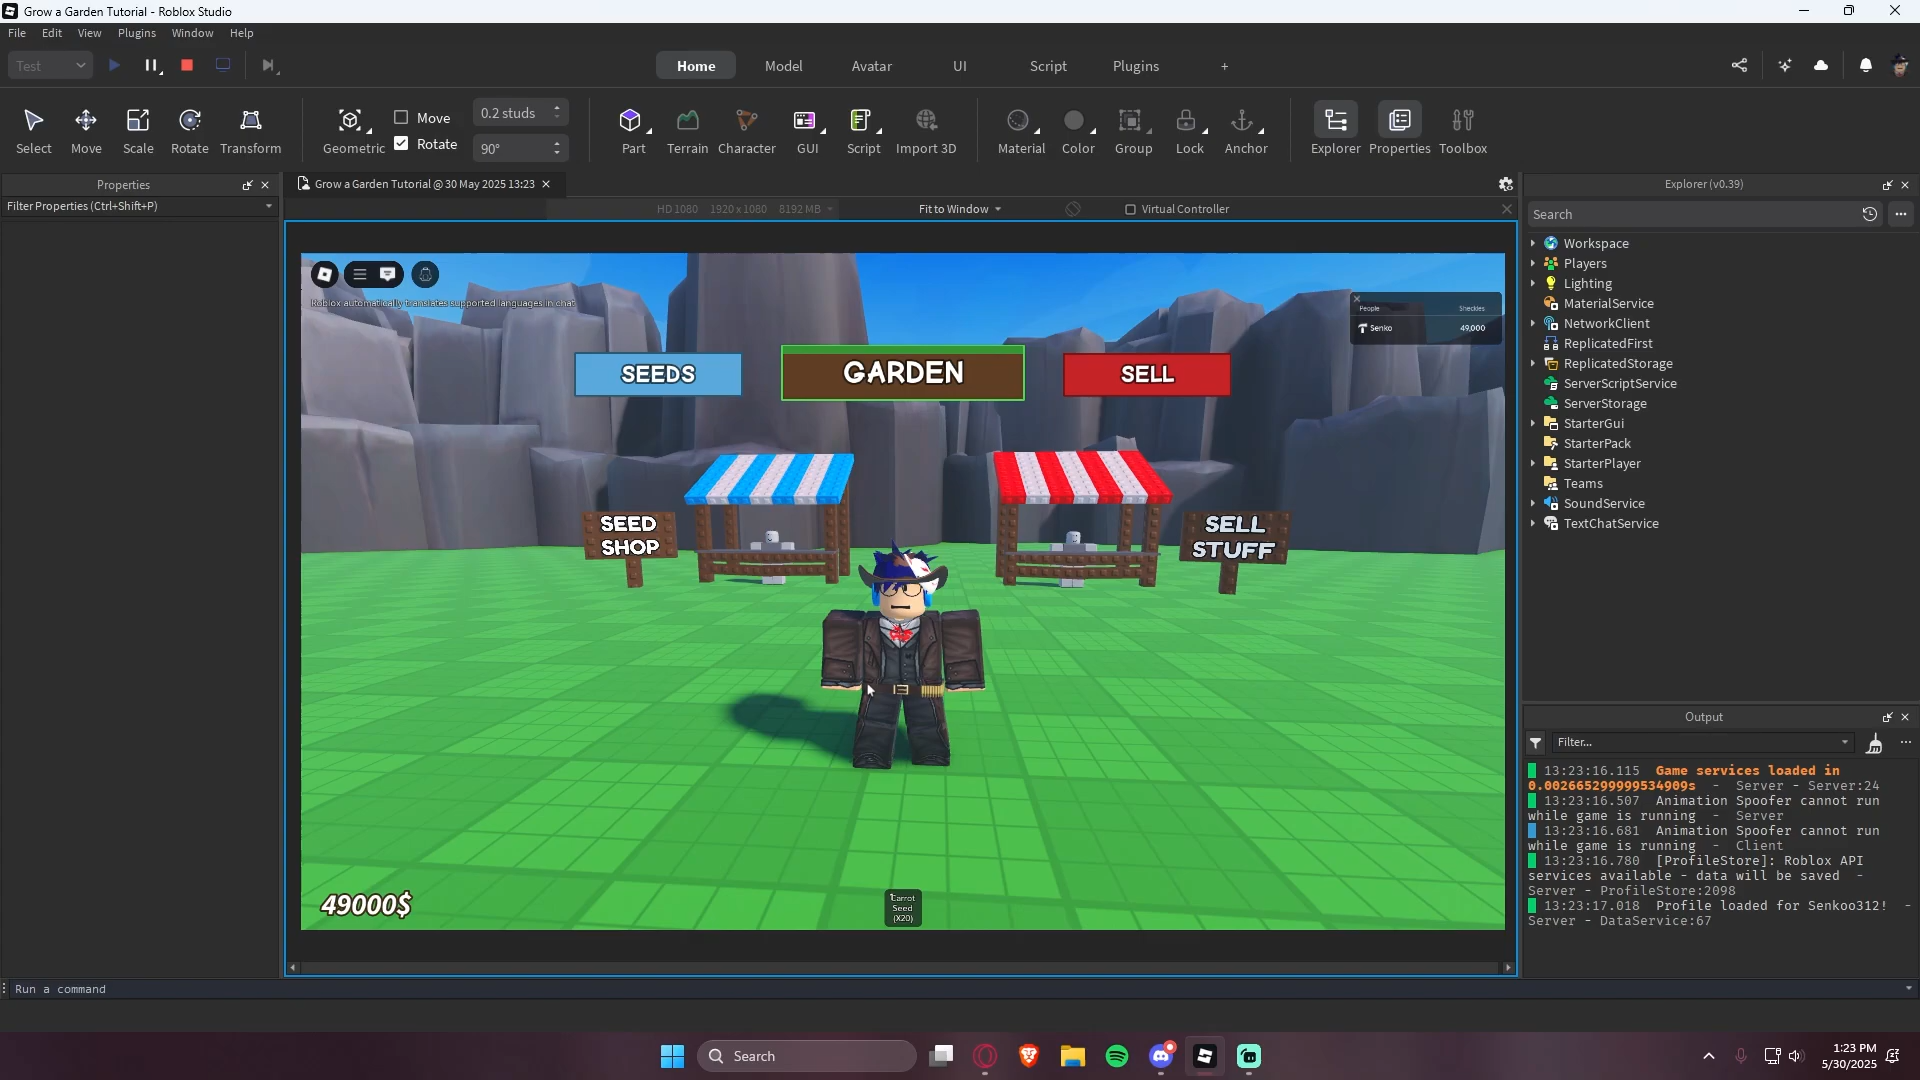 Grow a Garden Tutorial - Roblox Studio
File Edit View Plugins Window Help
Test
Home Model Avatar UI Script Plugins +
Select Move Scale Rotate Transform
Geometric
Move 0.2 studs
Rotate 90°
Part Terrain Character GUI Script Import 3D
Material Color Group Lock Anchor
Explorer Properties Toolbox
Properties
Filter Properties (Ctrl+Shift+P)
Grow a Garden Tutorial @ 30 May 2025 13:23
HD 1080 1920 x 1080 8192 MB Fit to Window Virtual Controller
Roblox automatically translates supported languages in chat
People Sheckles
Senko 49,000
SEEDS
GARDEN
SELL
SEED
SHOP
SELL
STUFF
49000$
Carrot
Seed
(X20)
Explorer (v0.39)
Search
Workspace
Players
Lighting
MaterialService
NetworkClient
ReplicatedFirst
ReplicatedStorage
ServerScriptService
ServerStorage
StarterGui
StarterPack
StarterPlayer
Teams
SoundService
TextChatService
Output
Filter...
13:23:16.115 Game services loaded in
0.002665299999534909s - Server - Server:24
13:23:16.507 Animation Spoofer cannot run
while game is running - Server
13:23:16.681 Animation Spoofer cannot run
while game is running - Client
13:23:16.780 [ProfileStore]: Roblox API
services available - data will be saved -
Server - ProfileStore:2098
13:23:17.018 Profile loaded for Senkoo312! -
Server - DataService:67
Run a command
Search
1:23 PM
5/30/2025